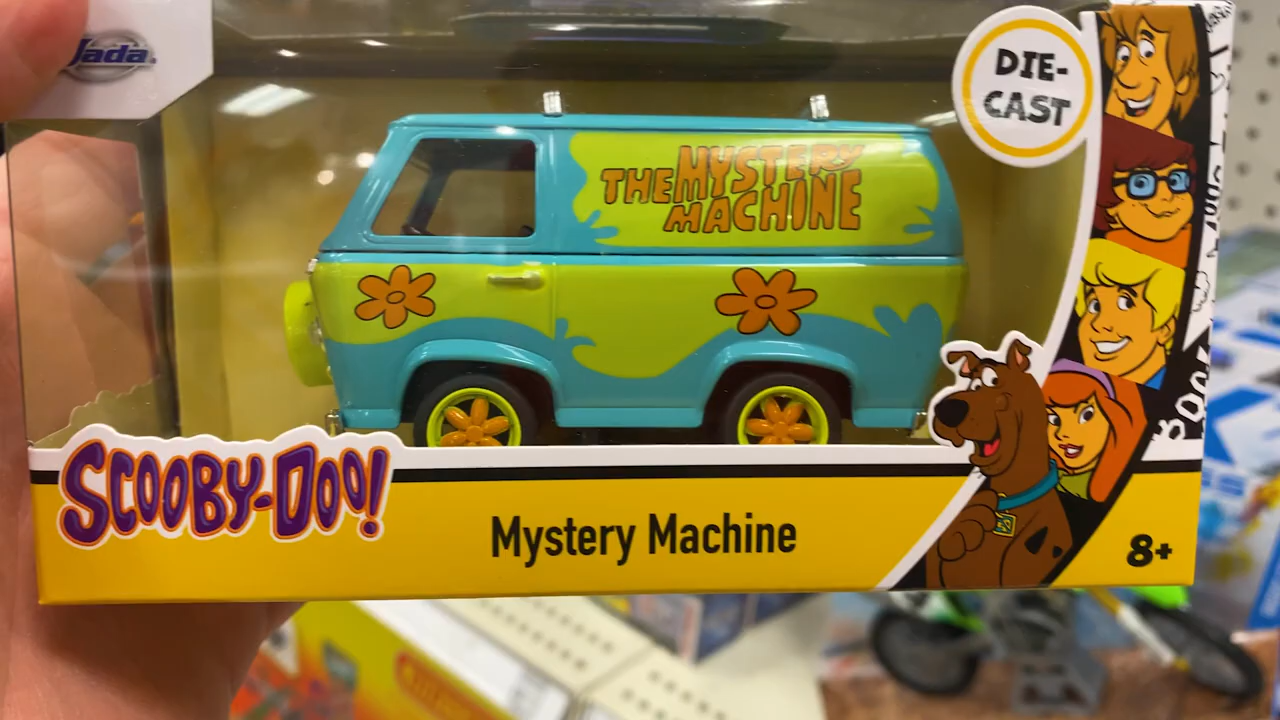 Jada.
DIE-
CAST
THE MYSTERY
MACHINE
SCOOBY-DOO!
Mystery Machine
8+